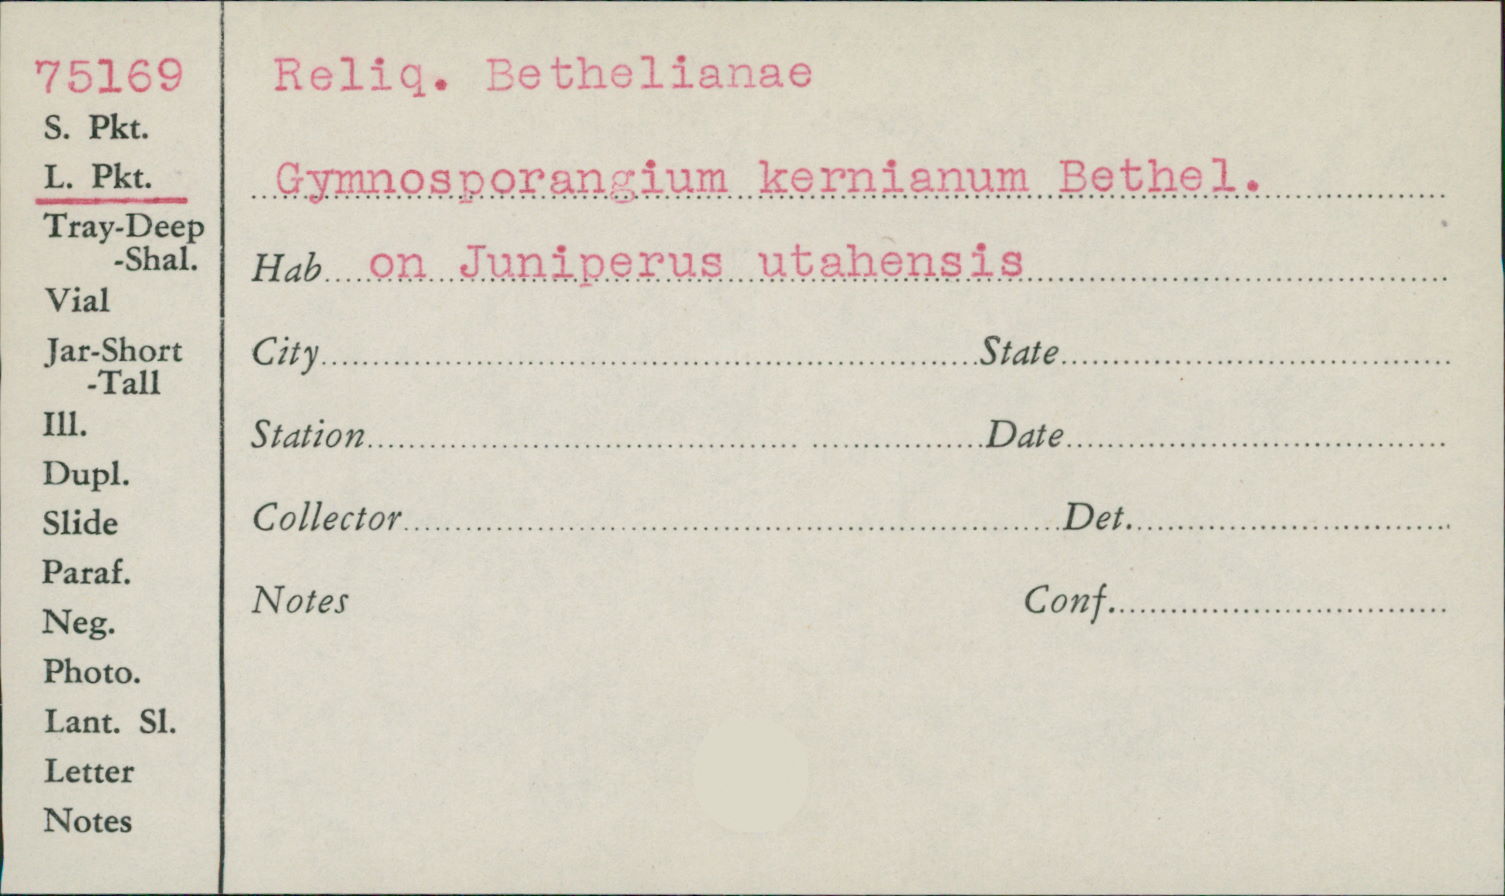 75169
S. Pkt.
L. Pkt.
Tray-Deep
-Shal.
Vial
Jar-Short
-Tall
Ill.
Dupl.
Slide
Paraf.
Neg.
Photo.
Lant. Sl.
Letter
Notes
Reliq. Bethelianae
Gymnosporangium kernianum Bethel.
Hab on Juniperus utahensis
City State
Station Date
Collector Det.
Notes Conf.